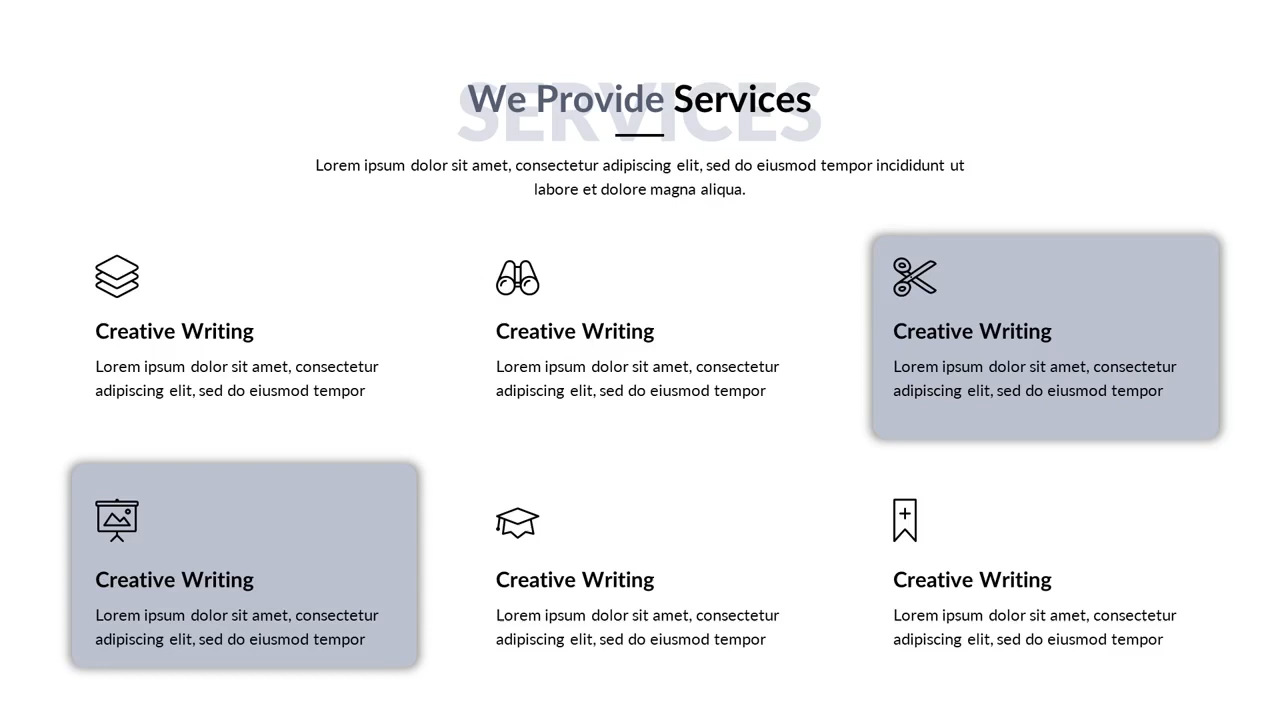 SERVICES
We Provide Services
Lorem ipsum dolor sit amet, consectetur adipiscing elit, sed do eiusmod tempor incididunt ut
labore et dolore magna aliqua.
Creative Writing
Lorem ipsum dolor sit amet, consectetur
adipiscing elit, sed do eiusmod tempor
Creative Writing
Lorem ipsum dolor sit amet, consectetur
adipiscing elit, sed do eiusmod tempor
Creative Writing
Lorem ipsum dolor sit amet, consectetur
adipiscing elit, sed do eiusmod tempor
Creative Writing
Lorem ipsum dolor sit amet, consectetur
adipiscing elit, sed do eiusmod tempor
Creative Writing
Lorem ipsum dolor sit amet, consectetur
adipiscing elit, sed do eiusmod tempor
Creative Writing
Lorem ipsum dolor sit amet, consectetur
adipiscing elit, sed do eiusmod tempor